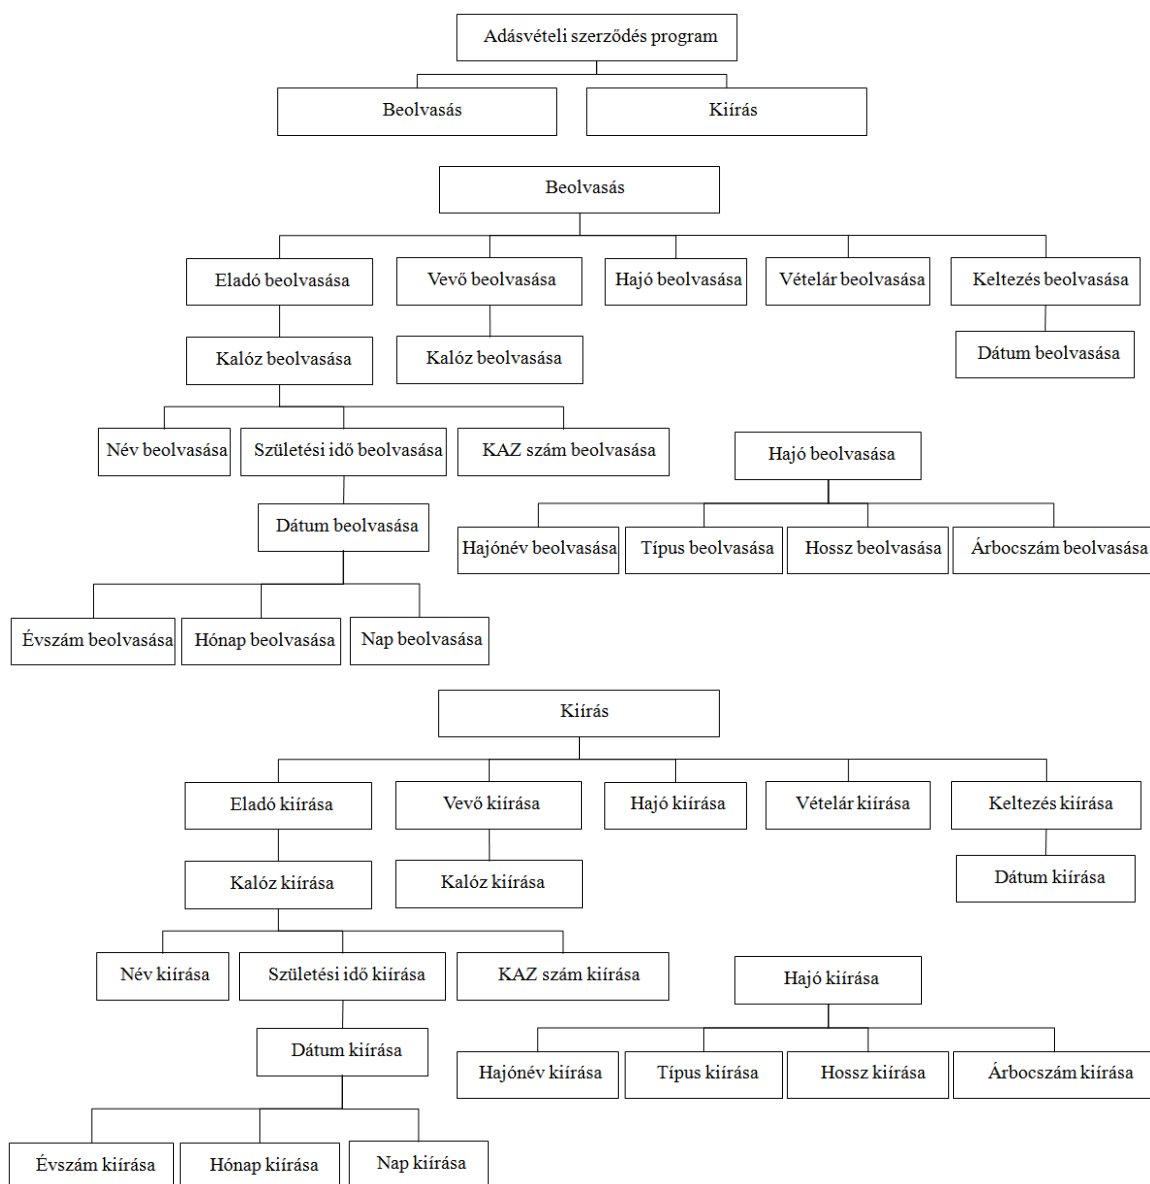 Adásvételi szerződés program
Beolvasás
Kiírás
Beolvasás
Eladó beolvasása
Vevő beolvasása
Hajó beolvasása
Vételár beolvasása
Keltezés beolvasása
Kalóz beolvasása
Kalóz beolvasása
Dátum beolvasása
Név beolvasása
Születési idő beolvasása
KAZ szám beolvasása
Hajó beolvasása
Dátum beolvasása
Hajónév beolvasása
Típus beolvasása
Hossz beolvasása
Árbocszám beolvasása
Évszám beolvasása
Hónap beolvasása
Nap beolvasása
Kiírás
Eladó kiírása
Vevő kiírása
Hajó kiírása
Vételár kiírása
Keltezés kiírása
Kalóz kiírása
Kalóz kiírása
Dátum kiírása
Név kiírása
Születési idő kiírása
KAZ szám kiírása
Hajó kiírása
Dátum kiírása
Hajónév kiírása
Típus kiírása
Hossz kiírása
Árbocszám kiírása
Évszám kiírása
Hónap kiírása
Nap kiírása